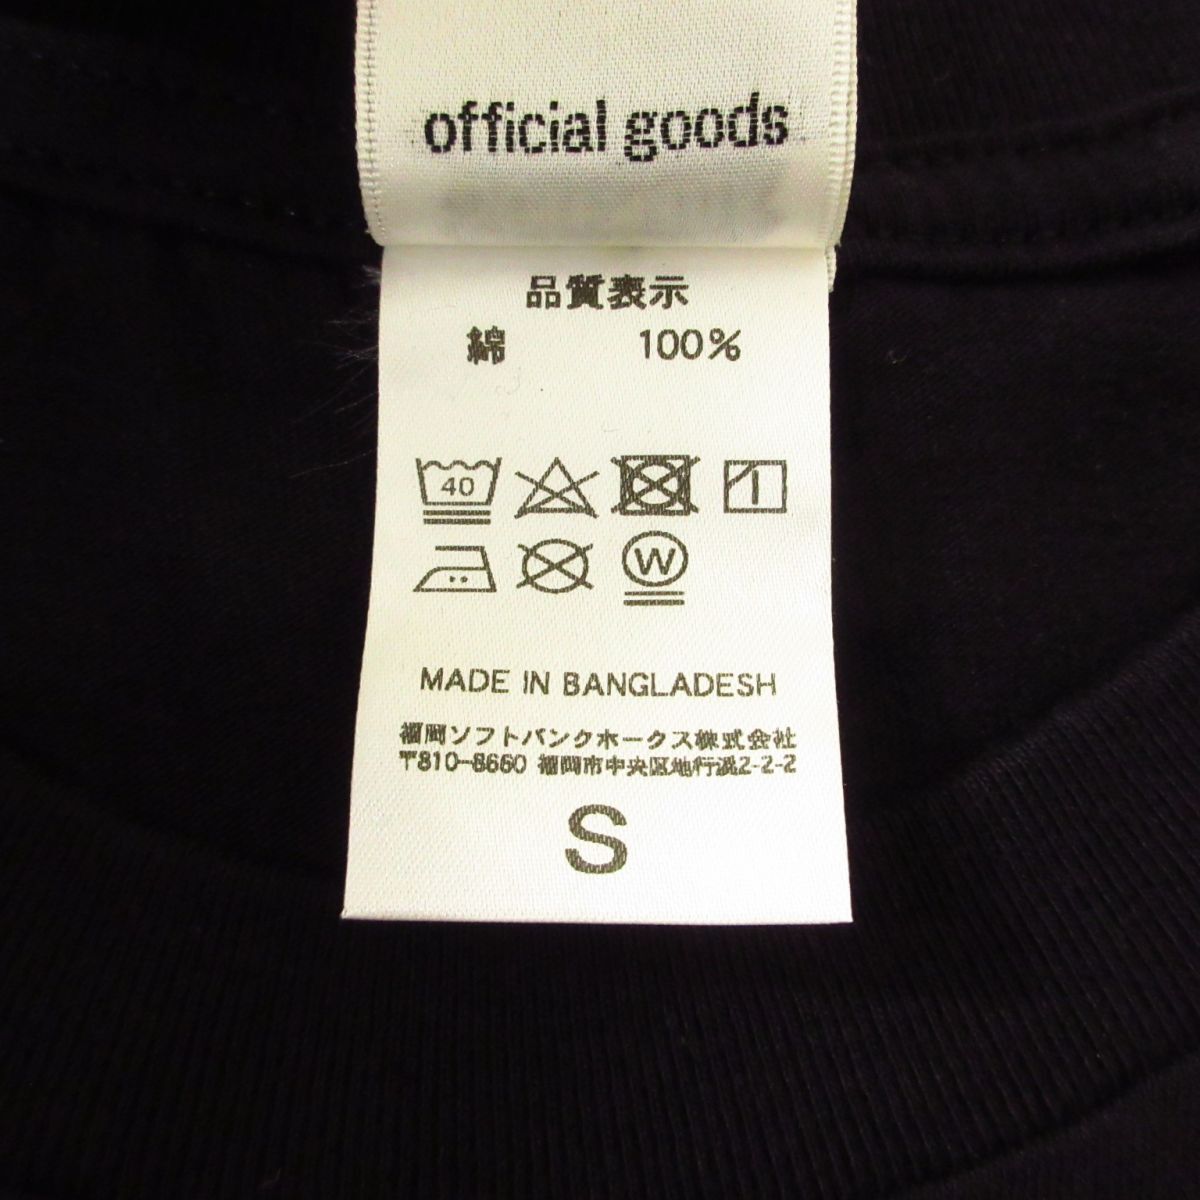 official goods
品質表示
綿 100%
40
W
MADE IN BANGLADESH
福岡ソフトバンクホークス株式会社
〒810-8660 福岡市中央区地行浜2-2-2
S